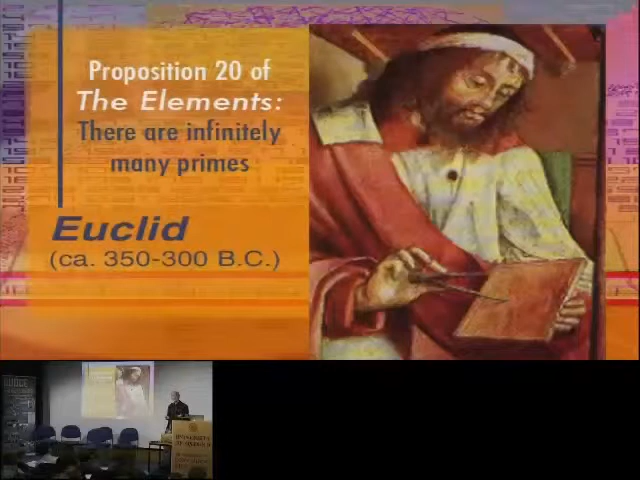 Proposition 20 of
The Elements:
There are infinitely
many primes
Euclid
(ca. 350-300 B.C.)